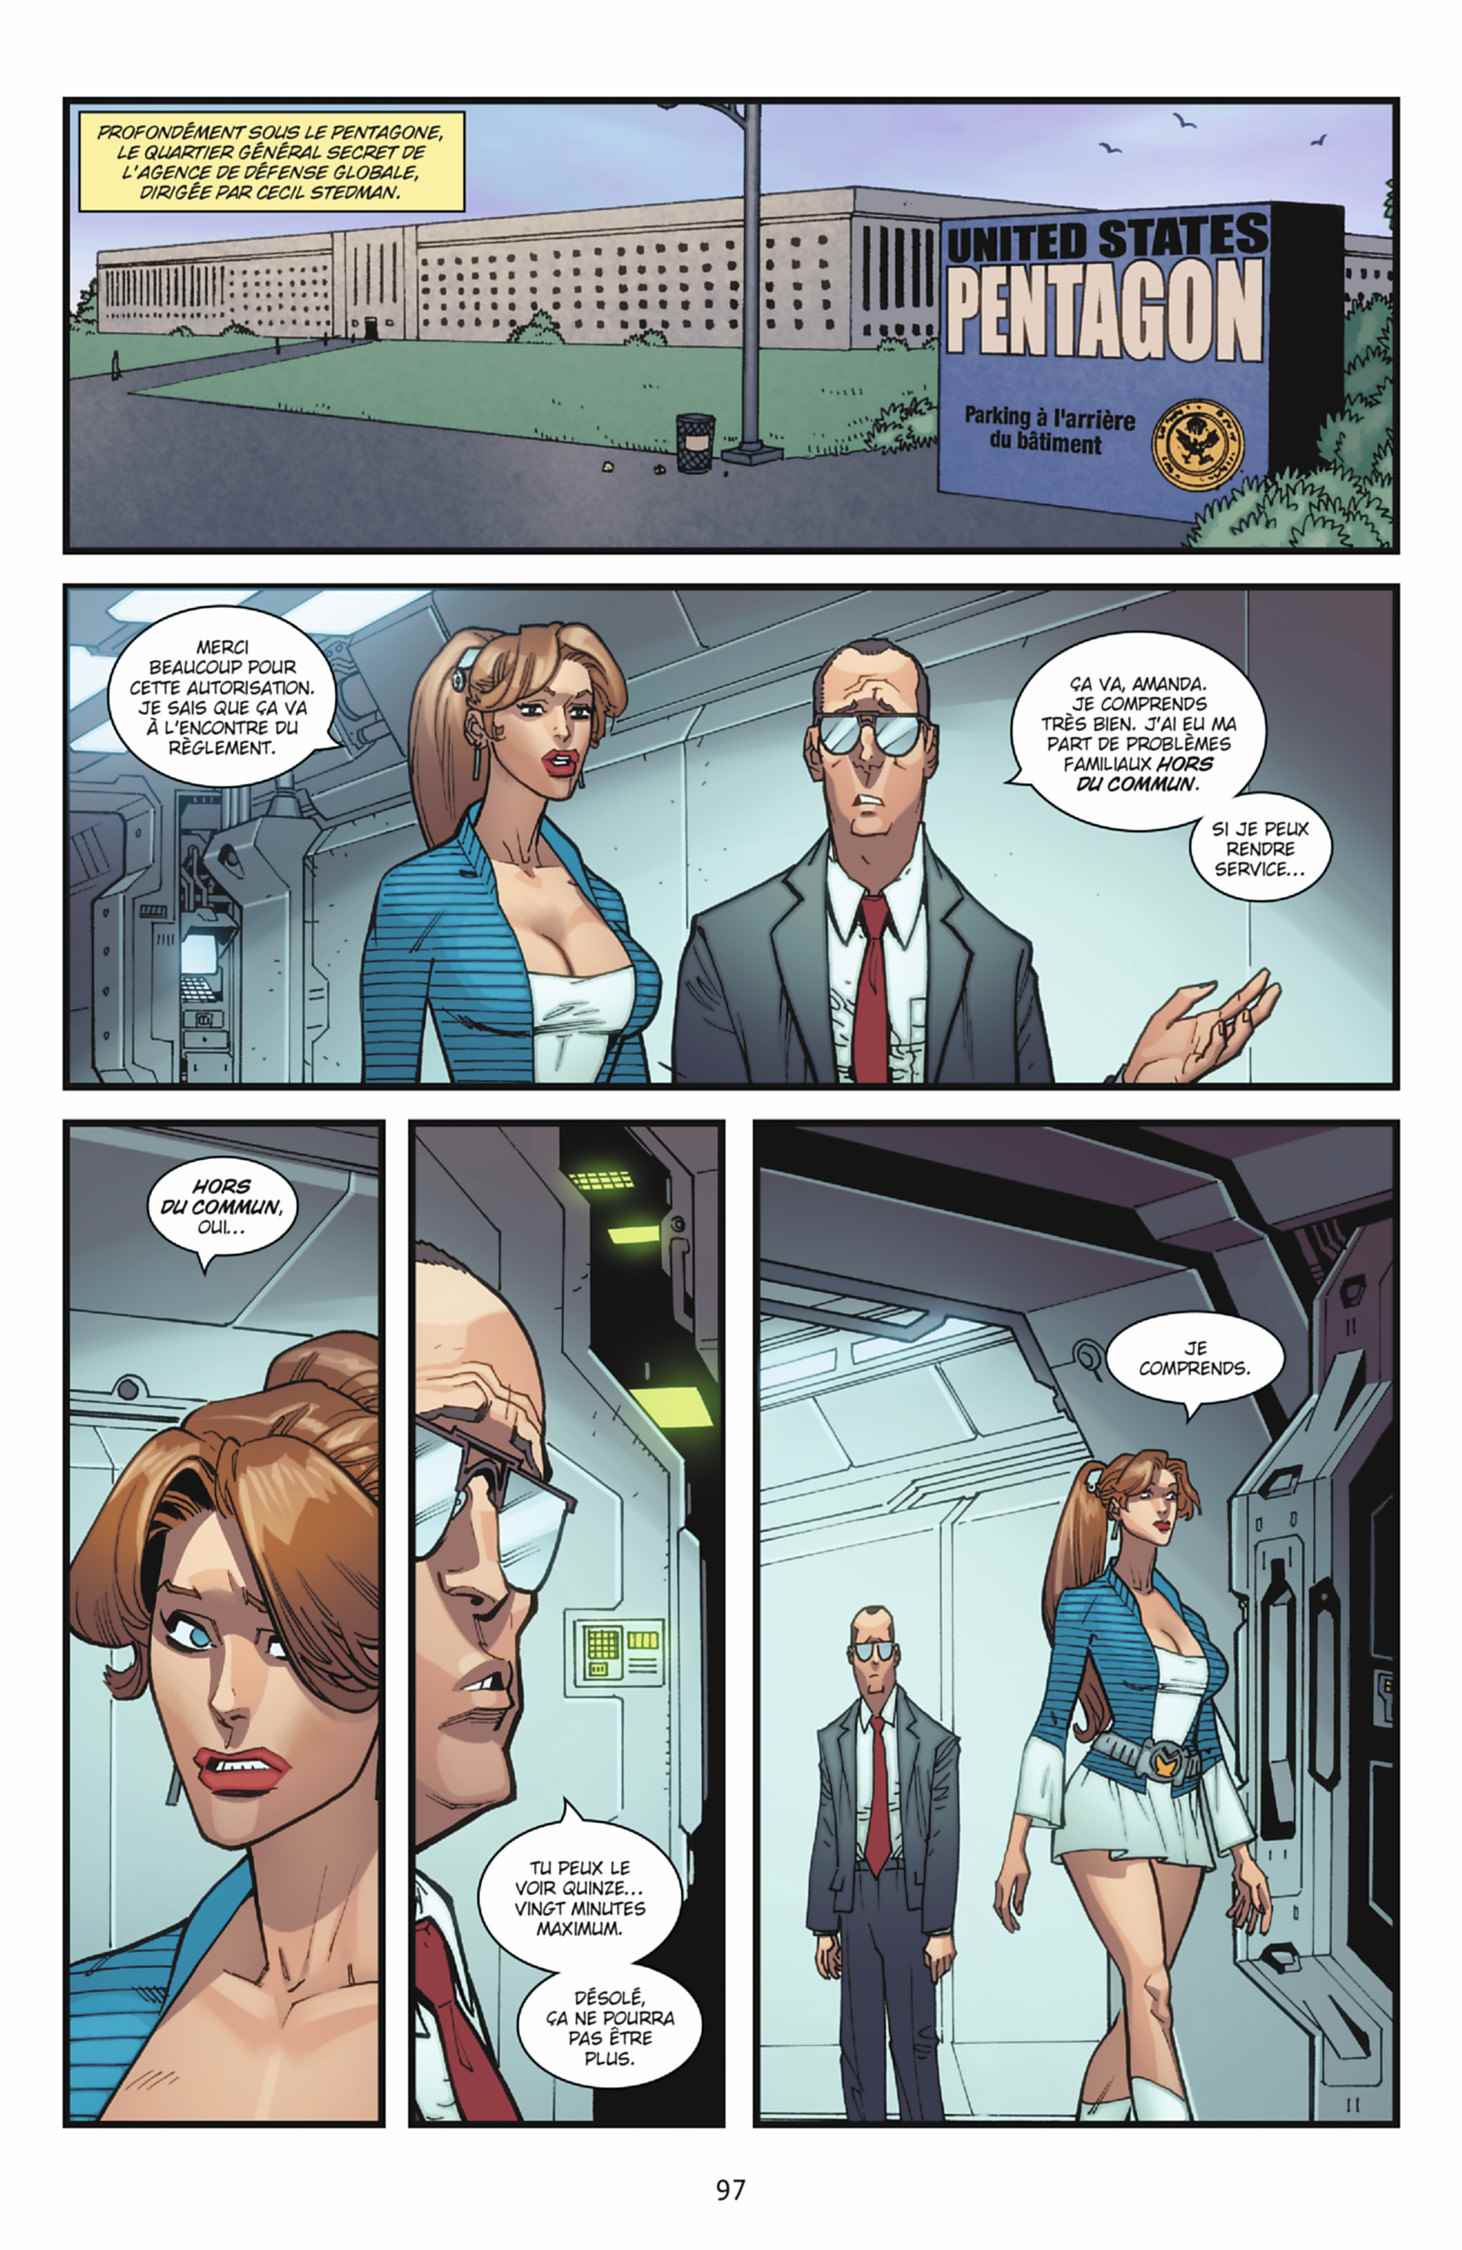 PROFONDÉMENT SOUS LE PENTAGONE,
LE QUARTIER GÉNÉRAL SECRET DE
L'AGENCE DE DÉFENSE GLOBALE,
DIRIGÉE PAR CECIL STEDMAN.
UNITED STATES
PENTAGON
Parking à l'arrière
du bâtiment
MERCI
BEAUCOUP POUR
CETTE AUTORISATION.
JE SAIS QUE ÇA VA
À L'ENCONTRE DU
RÈGLEMENT.
ÇA VA, AMANDA.
JE COMPRENDS
TRÈS BIEN. J'AI EU MA
PART DE PROBLÈMES
FAMILIAUX HORS
DU COMMUN.
SI JE PEUX
RENDRE
SERVICE...
HORS
DU COMMUN,
OUI...
TU PEUX LE
VOIR QUINZE...
VINGT MINUTES
MAXIMUM.
DÉSOLÉ,
ÇA NE POURRA
PAS ÊTRE
PLUS.
JE
COMPRENDS.
97